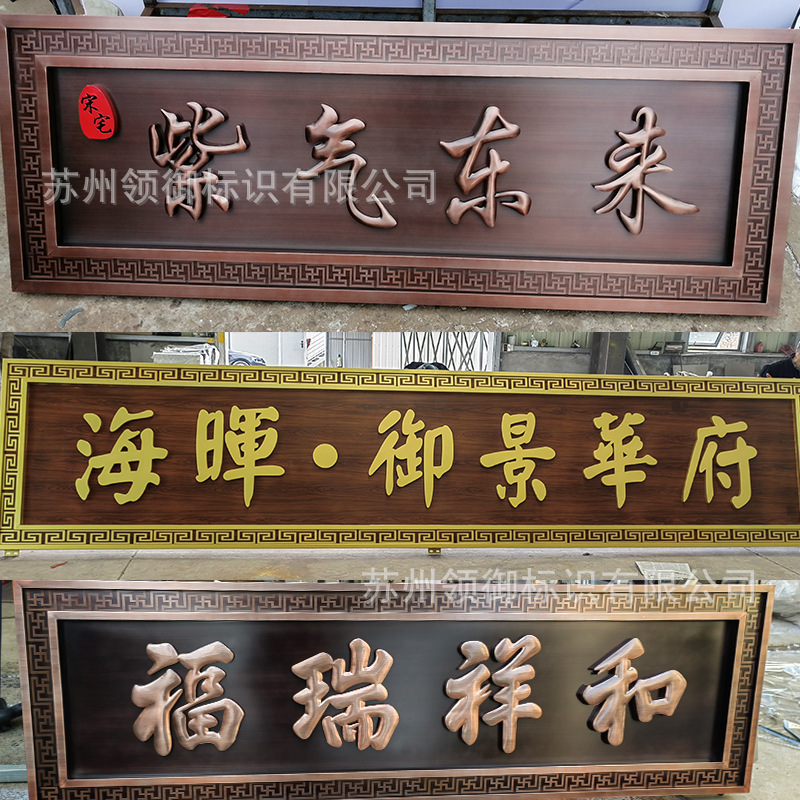 宋宅
紫气东来
苏州领御标识有限公司
海暉·御景華府
苏州领御标识有限公司
福瑞祥和